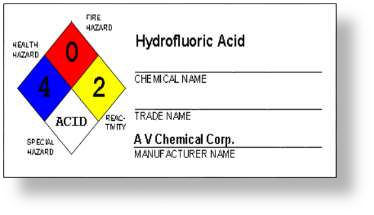 FIRE
HAZARD
HEALTH
HAZARD
0
4
2
ACID
REAC-
TIVITY
SPECIAL
HAZARD
Hydrofluoric Acid
CHEMICAL NAME
TRADE NAME
A V Chemical Corp.
MANUFACTURER NAME